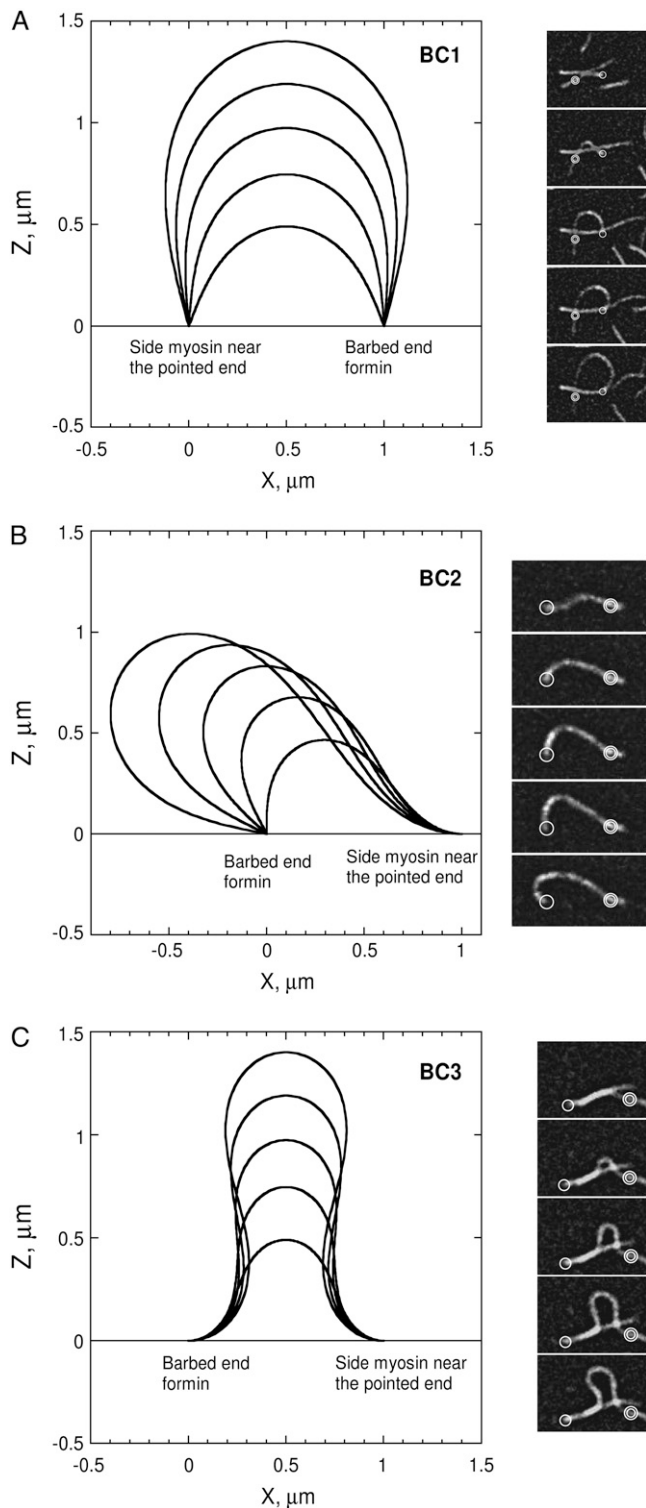 A
BC1
Z, μm
1.5
1
0.5
0
-0.5
Side myosin near
the pointed end
Barbed end
formin
-0.5
0
0.5
1
1.5
X, μm
B
BC2
Z, μm
1.5
1
0.5
0
-0.5
Barbed end
formin
Side myosin near
the pointed end
-0.5
0
0.5
1
1.5
X, μm
C
BC3
Z, μm
1.5
1
0.5
0
-0.5
Barbed end
formin
Side myosin near
the pointed end
-0.5
0
0.5
1
1.5
X, μm